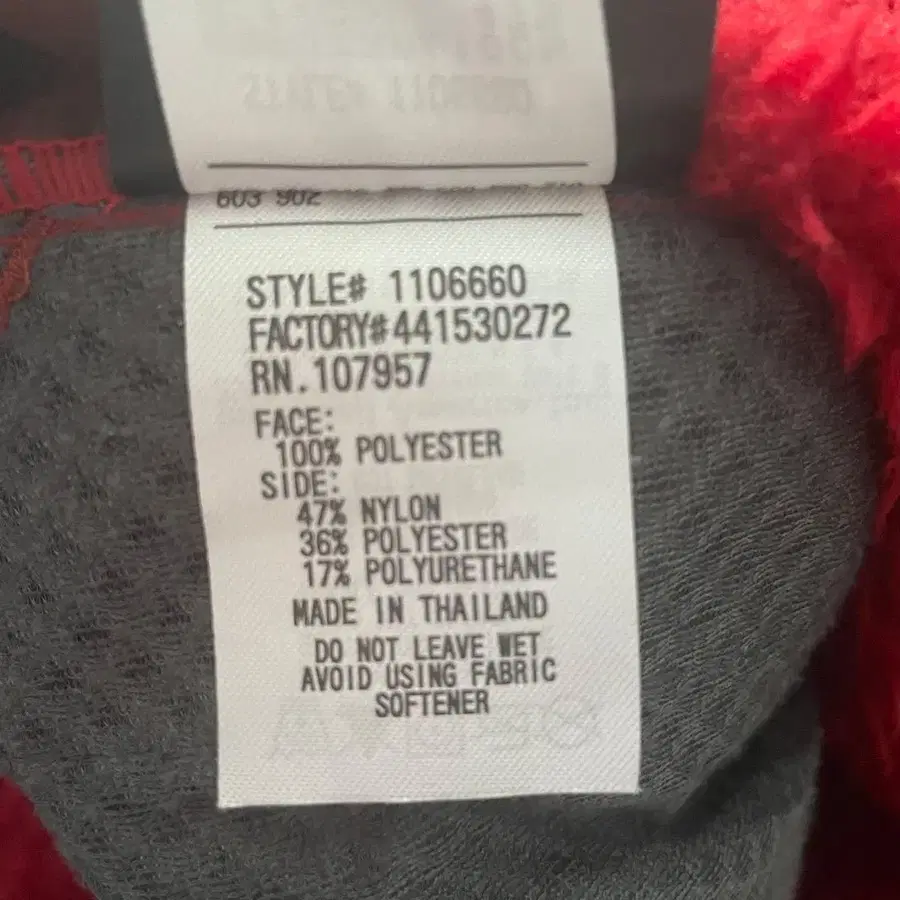 603 902
STYLE# 1106660
FACTORY#441530272
RN.107957
FACE:
100% POLYESTER
SIDE:
47% NYLON
36% POLYESTER
17% POLYURETHANE
MADE IN THAILAND
DO NOT LEAVE WET
AVOID USING FABRIC
SOFTENER